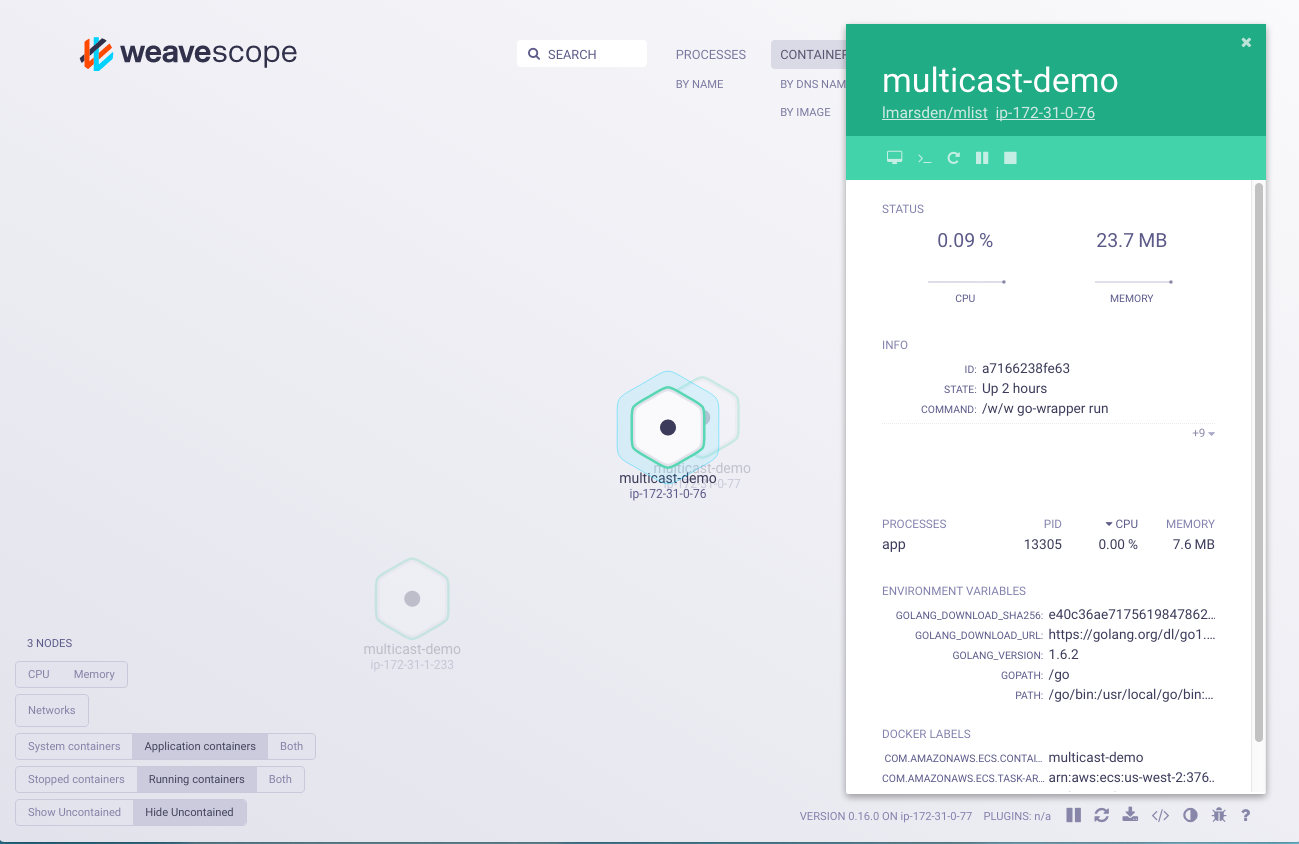 weavescope
SEARCH
PROCESSES
BY NAME
CONTAINER
BY DNS NAM
BY IMAGE
multicast-demo
lmarsden/mlist ip-172-31-0-76
STATUS
0.09 % 23.7 MB
CPU MEMORY
INFO
ID: a7166238fe63
STATE: Up 2 hours
COMMAND: /w/w go-wrapper run
+9
PROCESSES PID CPU MEMORY
app 13305 0.00 % 7.6 MB
ENVIRONMENT VARIABLES
GOLANG_DOWNLOAD_SHA256: e40c36ae7175619847862...
GOLANG_DOWNLOAD_URL: https://golang.org/dl/go1....
GOLANG_VERSION: 1.6.2
GOPATH: /go
PATH: /go/bin:/usr/local/go/bin:...
DOCKER LABELS
COM.AMAZONAWS.ECS.CONTAI... multicast-demo
COM.AMAZONAWS.ECS.TASK-AR... arn:aws:ecs:us-west-2:376...
multicast-demo
ip-172-31-0-77
multicast-demo
ip-172-31-0-76
multicast-demo
ip-172-31-1-233
3 NODES
CPU Memory
Networks
System containers Application containers Both
Stopped containers Running containers Both
Show Uncontained Hide Uncontained
VERSION 0.16.0 ON ip-172-31-0-77 PLUGINS: n/a